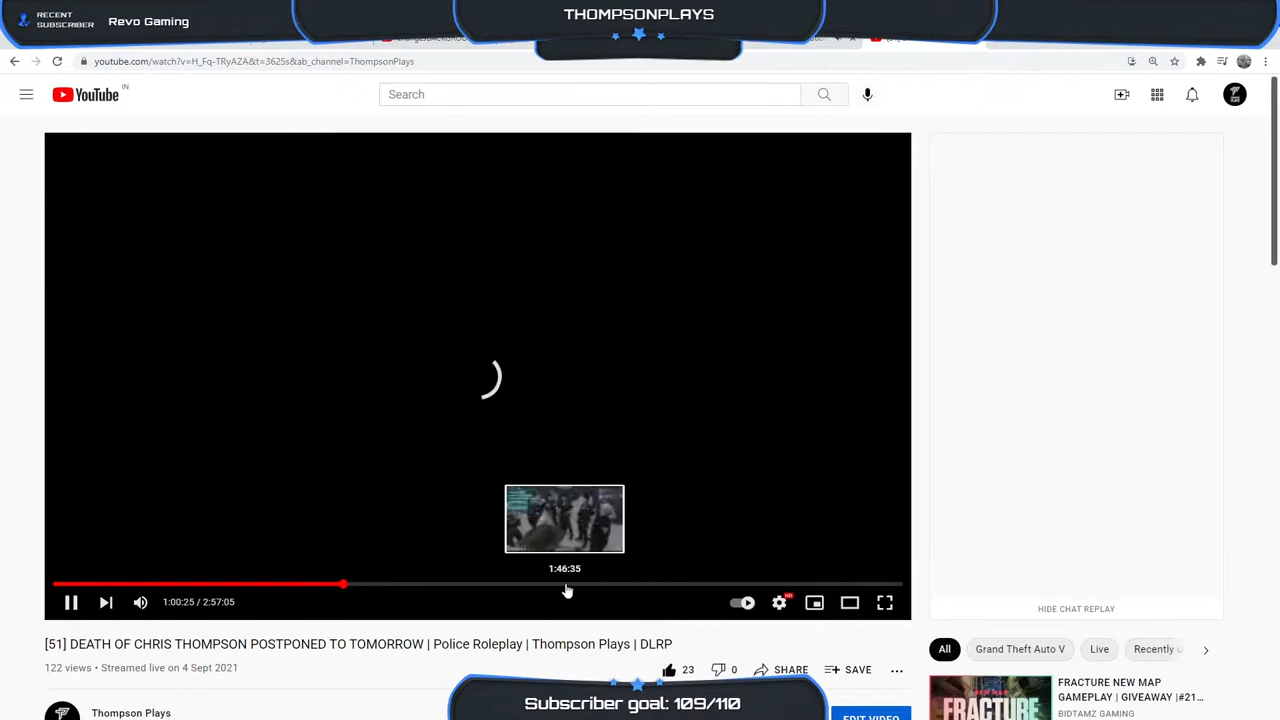 THOMPSONPLAYS
RECENT
SUBSCRIBER
Revo Gaming
youtube.com/watch?v=H_Fq-TRyAZA&t=3625s&ab_channel=ThompsonPlays
YouTube IN
Search
1:46:35
1:00:25 / 2:57:05
HD
HIDE CHAT REPLAY
[51] DEATH OF CHRIS THOMPSON POSTPONED TO TOMORROW | Police Roleplay | Thompson Plays | DLRP
122 views • Streamed live on 4 Sept 2021
23
0
SHARE
SAVE
All
Grand Theft Auto V
Live
Recently
FRACTURE NEW MAP
GAMEPLAY | GIVEAWAY |#21...
BIDTAMZ GAMING
NEW MAP
FRACTURE
Thompson Plays
Subscriber goal: 109/110
EDIT VIDEO